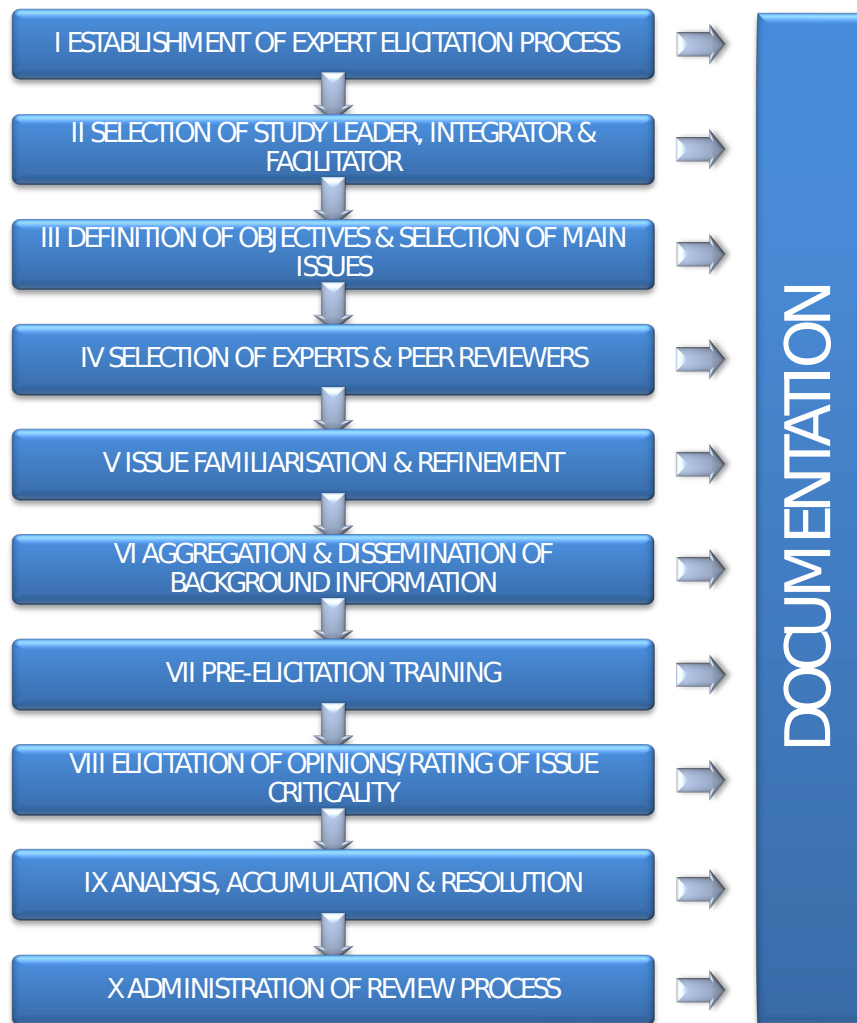 I ESTABLISHMENT OF EXPERT ELICITATION PROCESS
II SELECTION OF STUDY LEADER, INTEGRATOR &
FACILITATOR
III DEFINITION OF OBJECTIVES & SELECTION OF MAIN
ISSUES
IV SELECTION OF EXPERTS & PEER REVIEWERS
V ISSUE FAMILIARISATION & REFINEMENT
VI AGGREGATION & DISSEMINATION OF
BACKGROUND INFORMATION
VII PRE-ELICITATION TRAINING
VIII ELICITATION OF OPINIONS/RATING OF ISSUE
CRITICALITY
IX ANALYSIS, ACCUMULATION & RESOLUTION
X ADMINISTRATION OF REVIEW PROCESS
DOCUMENTATION